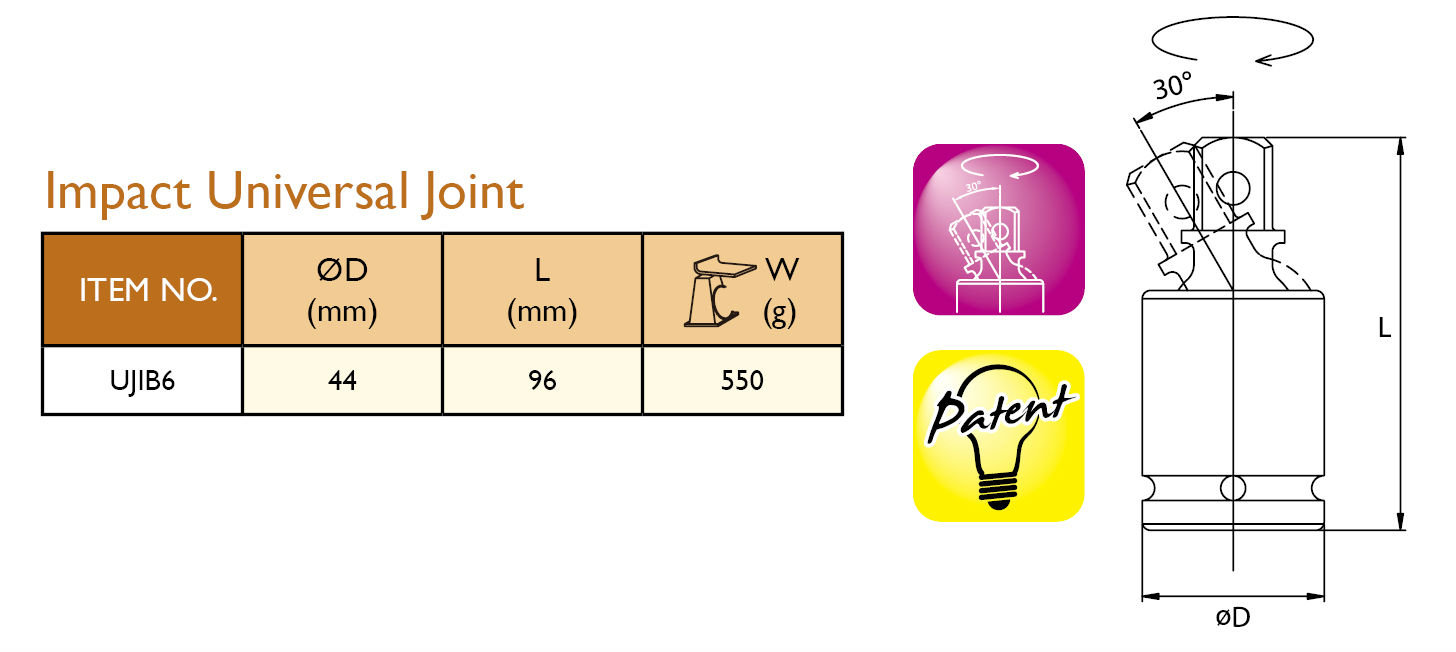 Impact Universal Joint
ITEM NO.
ØD
(mm)
L
(mm)
W
(g)
UJIB6
44
96
550
30°
Patent
30°
L
øD